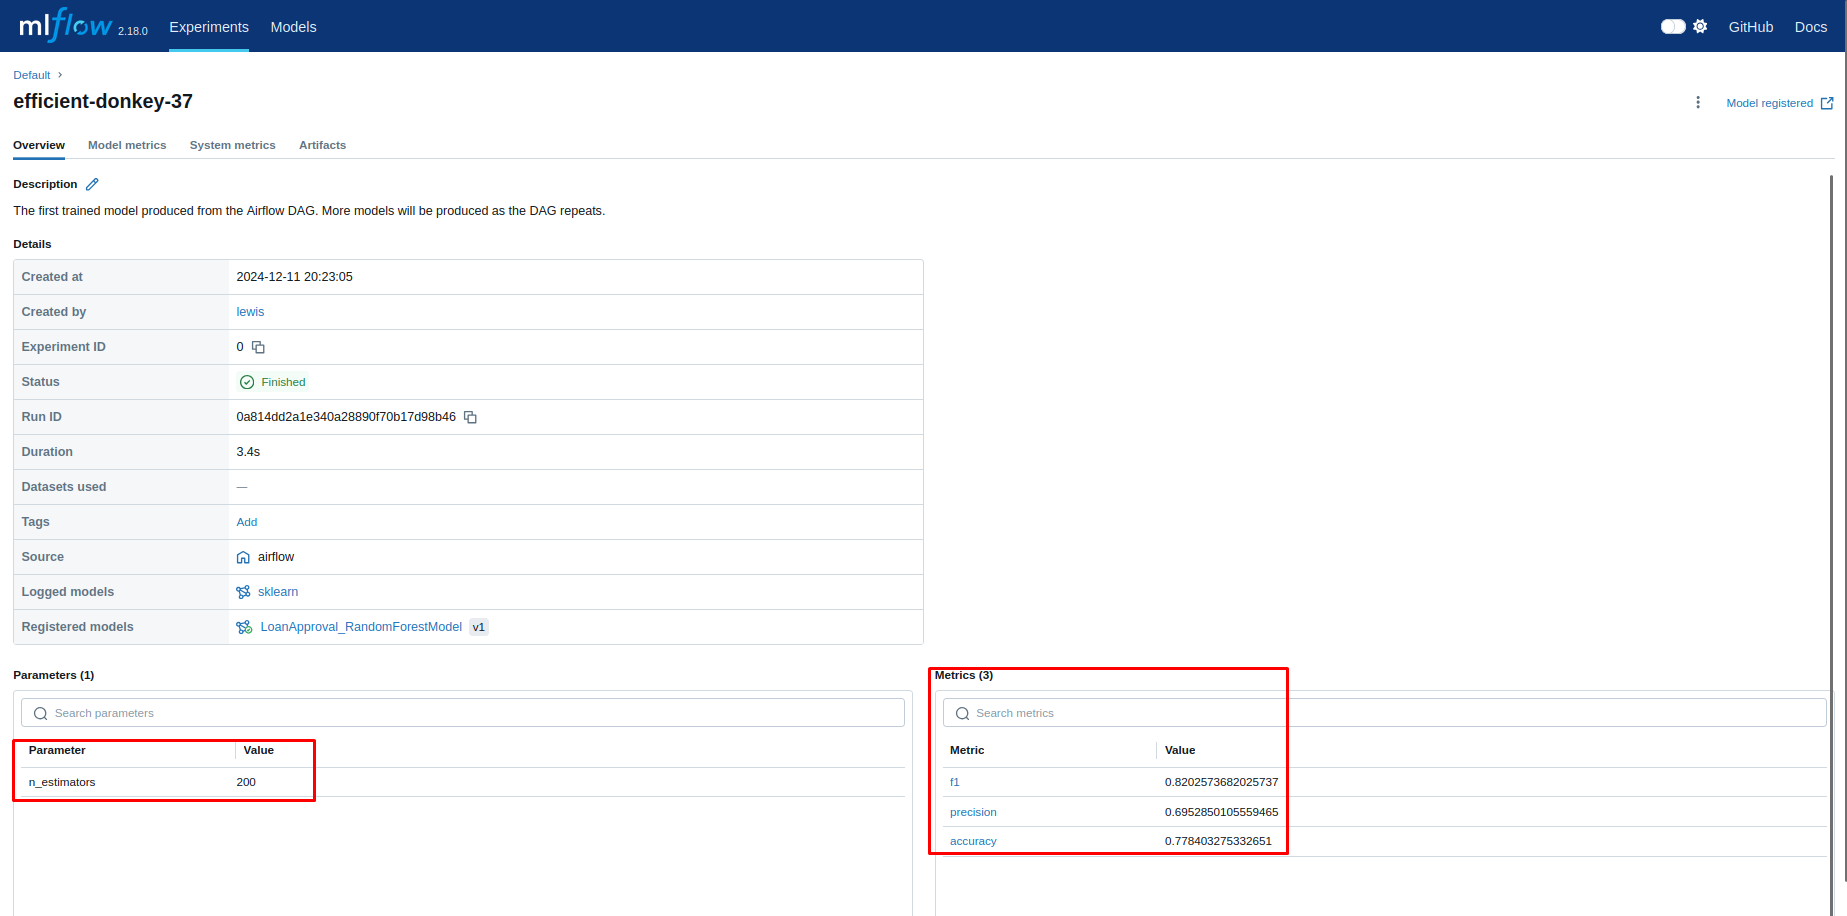 mlflow 2.18.0 Experiments Models GitHub Docs
Default ›
efficient-donkey-37
Model registered
Overview Model metrics System metrics Artifacts
Description
The first trained model produced from the Airflow DAG. More models will be produced as the DAG repeats.
Details
Created at 2024-12-11 20:23:05
Created by lewis
Experiment ID 0
Status Finished
Run ID 0a814dd2a1e340a28890f70b17d98b46
Duration 3.4s
Datasets used —
Tags Add
Source airflow
Logged models sklearn
Registered models LoanApproval_RandomForestModel v1
Parameters (1)
Search parameters
Parameter Value
n_estimators 200
Metrics (3)
Search metrics
Metric Value
f1 0.8202573682025737
precision 0.6952850105559465
accuracy 0.778403275332651